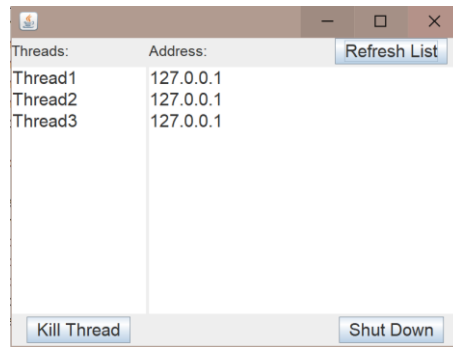 Threads: Address: Refresh List
Thread1 127.0.0.1
Thread2 127.0.0.1
Thread3 127.0.0.1
Kill Thread Shut Down